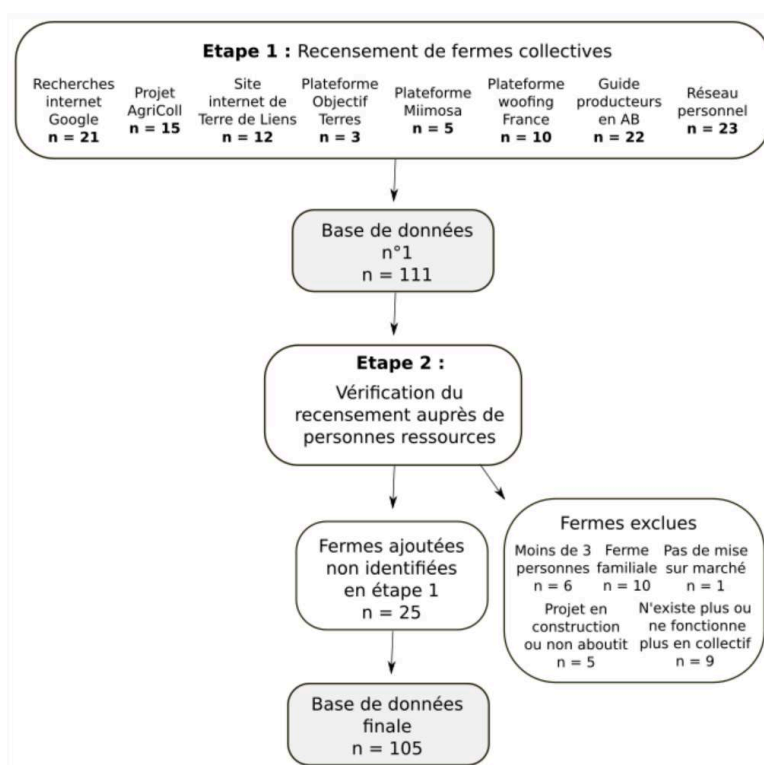 Etape 1 : Recensement de fermes collectives
Recherches
internet
Google
n = 21
Projet
AgriColl
n = 15
Site
internet de
Terre de Liens
n = 12
Plateforme
Objectif
Terres
n = 3
Plateforme
Miimosa
n = 5
Plateforme
woofing
France
n = 10
Guide
producteurs
en AB
n = 22
Réseau
personnel
n = 23
Base de données
n°1
n = 111
Etape 2 :
Vérification du
recensement auprès de
personnes ressources
Fermes ajoutées
non identifiées
en étape 1
n = 25
Fermes exclues
Moins de 3
personnes
n = 6
Ferme
familiale
n = 10
Pas de mise
sur marché
n = 1
Projet en
construction
ou non aboutit
n = 5
N'existe plus ou
ne fonctionne
plus en collectif
n = 9
Base de données
finale
n = 105